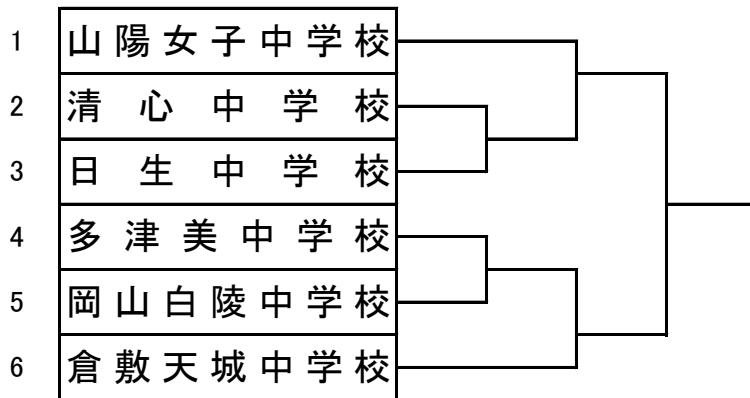 1 山陽女子中学校
2 清心中学校
3 日生中学校
4 多津美中学校
5 岡山白陵中学校
6 倉敷天城中学校